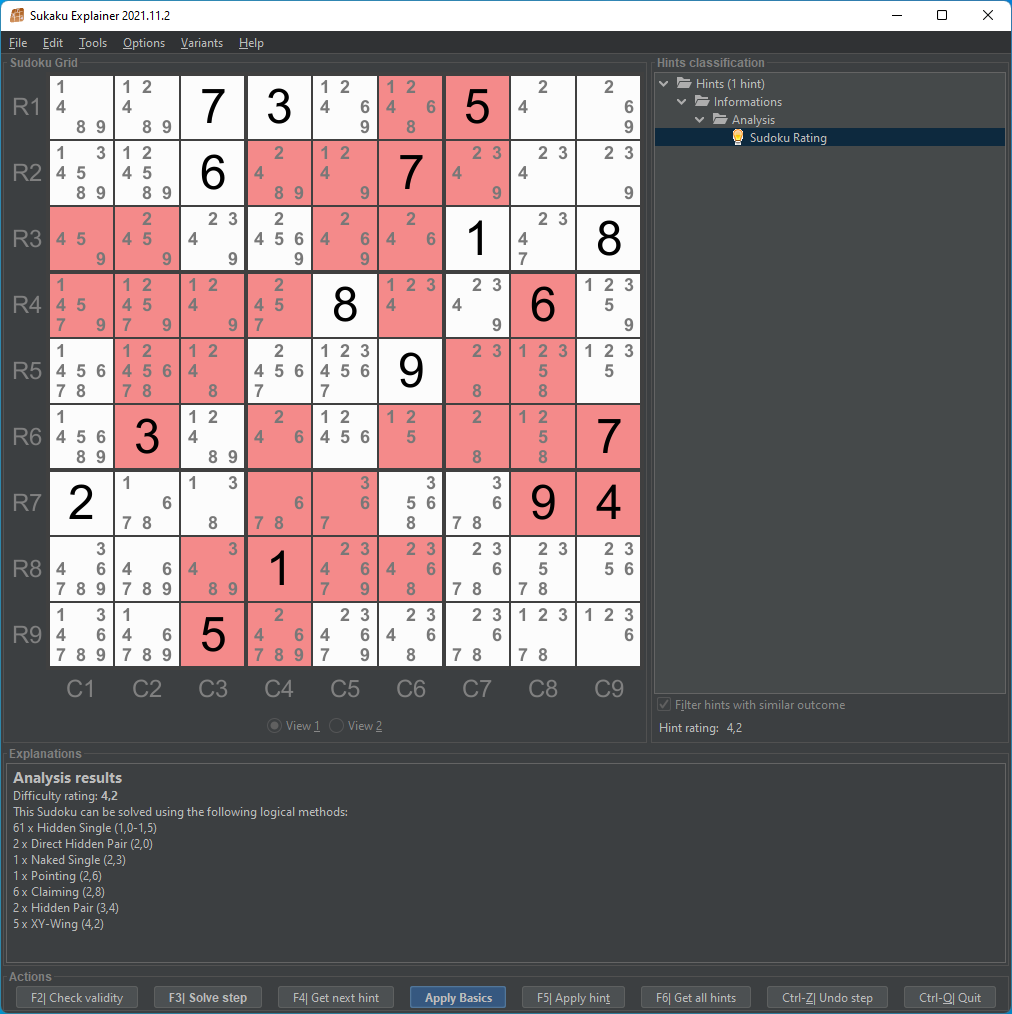 Sukaku Explainer 2021.11.2
File Edit Tools Options Variants Help
Sudoku Grid
1 1 2 1 2 1 2 2 2
R1 4 4 7 3 4 6 4 6 5 4 6
8 9 8 9 9 8 9
1 3 1 2 2 1 2 2 3 2 3 2 3
R2 4 5 4 5 6 4 4 7 4 4
8 9 8 9 8 9 9 9 9
2 2 3 2 2 2 2 3
R3 4 5 4 5 4 4 5 6 4 6 4 6 1 4 8
9 9 9 9 9 7
1 1 2 1 2 2 1 2 3 2 3 1 2 3
R4 4 5 4 5 4 4 5 8 4 4 6 5
7 9 7 9 9 7 9 9
1 1 2 1 2 2 1 2 3 2 3 1 2 3 1 2 3
R5 4 5 6 4 5 6 4 4 5 6 4 5 6 9 5 5
7 8 7 8 8 7 7 8 8
1 1 2 2 1 2 1 2 2 1 2
R6 4 5 6 3 4 4 6 4 5 6 5 5 7
8 9 8 9 8 8
1 1 3 3 3 3
R7 2 6 6 6 5 6 6 9 4
7 8 8 7 8 7 8 7 8
3 3 2 3 2 3 2 3 2 3 2 3
R8 4 6 4 6 4 1 4 6 4 6 6 5 5 6
7 8 9 7 8 9 8 9 7 9 8 7 8 7 8
1 3 1 2 2 3 2 3 2 3 1 2 3 1 2 3
R9 4 6 4 6 5 4 6 4 6 4 6 6 6
7 8 9 7 8 9 7 8 9 7 9 8 7 8 7 8
C1 C2 C3 C4 C5 C6 C7 C8 C9
View 1 View 2
Hints classification
Hints (1 hint)
Informations
Analysis
Sudoku Rating
Filter hints with similar outcome
Hint rating: 4,2
Explanations
Analysis results
Difficulty rating: 4,2
This Sudoku can be solved using the following logical methods:
61 x Hidden Single (1,0-1,5)
2 x Direct Hidden Pair (2,0)
1 x Naked Single (2,3)
1 x Pointing (2,6)
6 x Claiming (2,8)
2 x Hidden Pair (3,4)
5 x XY-Wing (4,2)
Actions
F2| Check validity F3| Solve step F4| Get next hint Apply Basics F5| Apply hint F6| Get all hints Ctrl-Z| Undo step Ctrl-Q| Quit